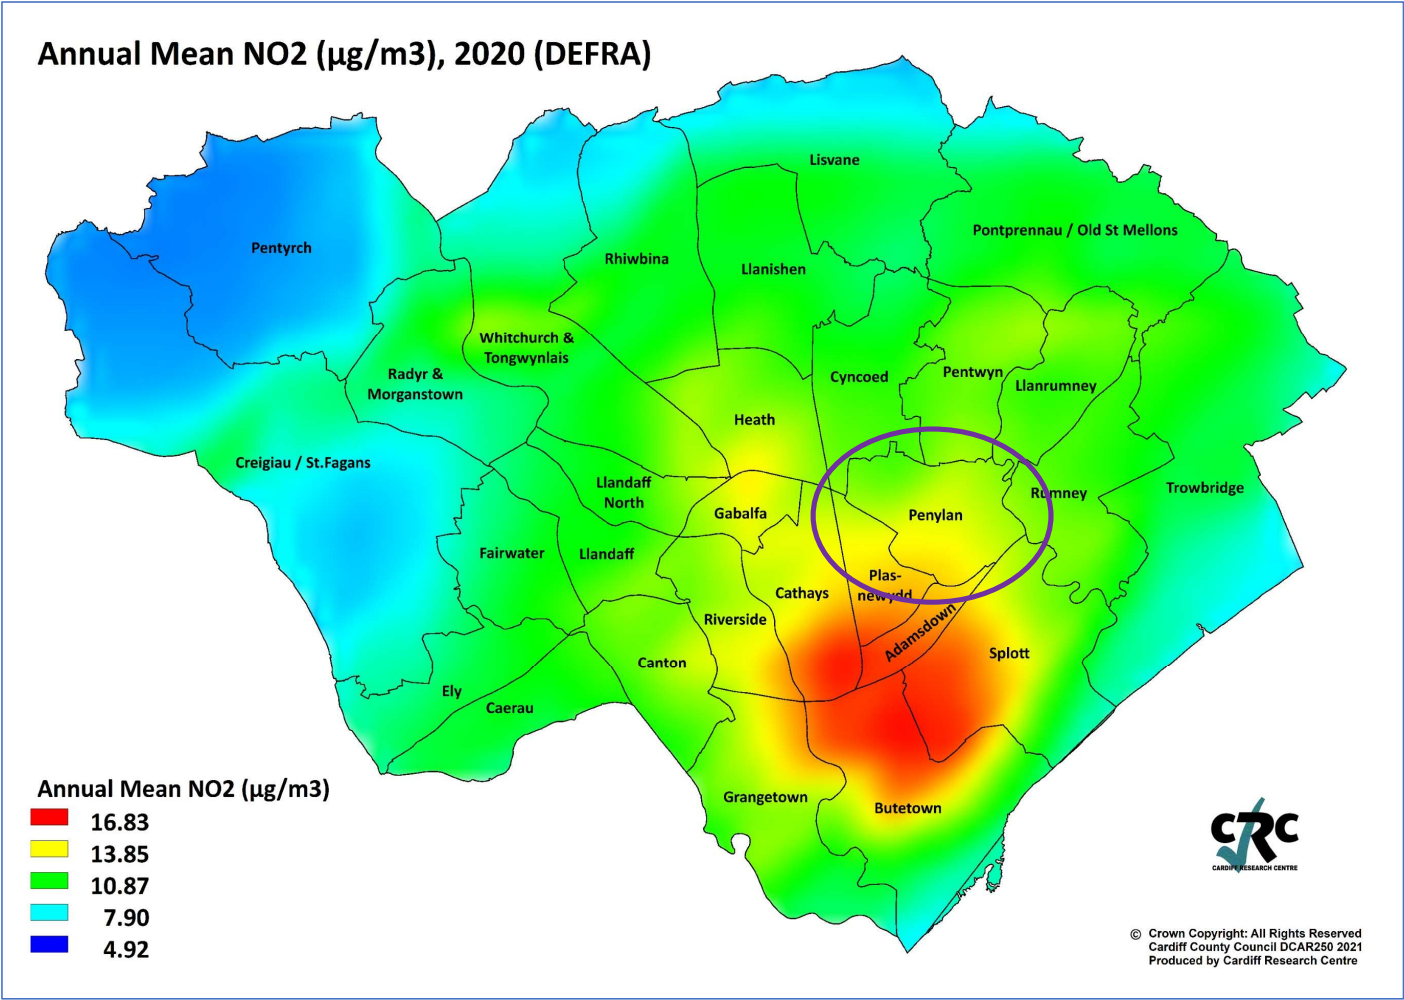 Annual Mean NO2 (µg/m3), 2020 (DEFRA)
Lisvane
Pontprennau / Old St Mellons
Pentyrch
Rhiwbina
Llanishen
Whitchurch &
Tongwynlais
Radyr &
Morganstown
Cyncoed
Pentwyn
Llanrumney
Heath
Creigiau / St.Fagans
Llandaff
North
Gabalfa
Penylan
Rumney
Trowbridge
Fairwater
Llandaff
Plas-
newydd
Cathays
Riverside
Adamsdown
Canton
Splott
Ely
Caerau
Grangetown
Butetown
Annual Mean NO2 (µg/m3)
16.83
13.85
10.87
7.90
4.92
CRC
CARDIFF RESEARCH CENTRE
© Crown Copyright: All Rights Reserved
Cardiff County Council DCAR250 2021
Produced by Cardiff Research Centre